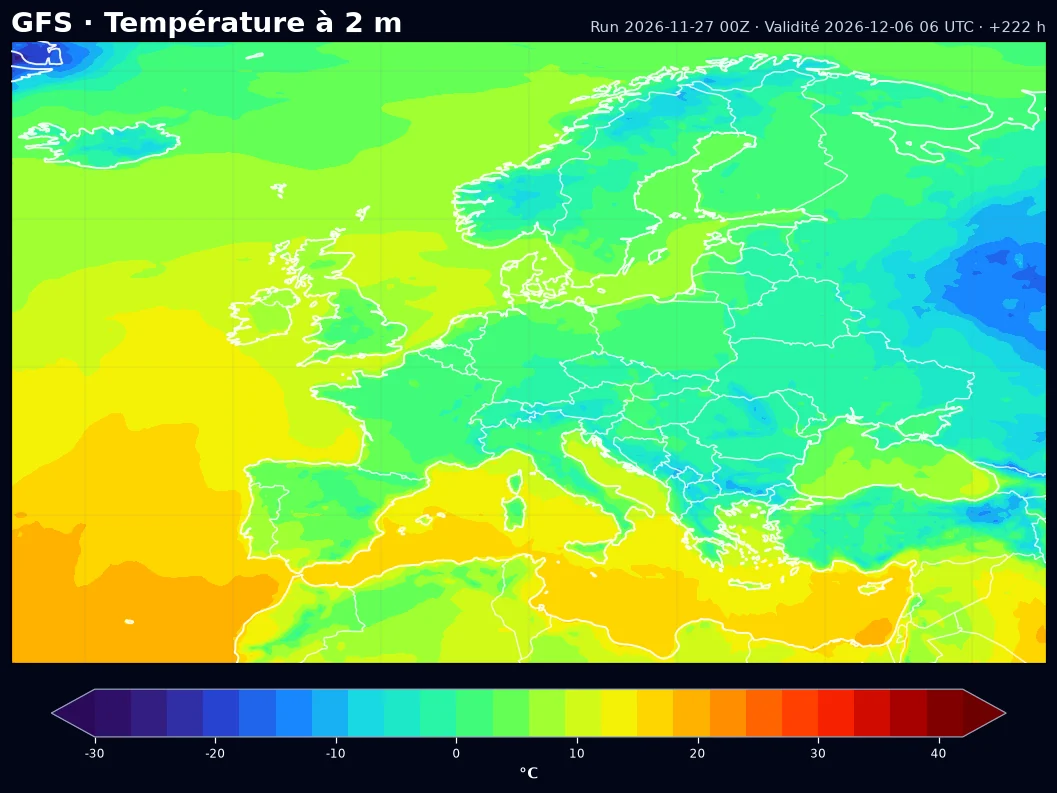 GFS · Température à 2 m
Run 2026-11-27 00Z · Validité 2026-12-06 06 UTC · +222 h
-30 -20 -10 0 10 20 30 40
°C